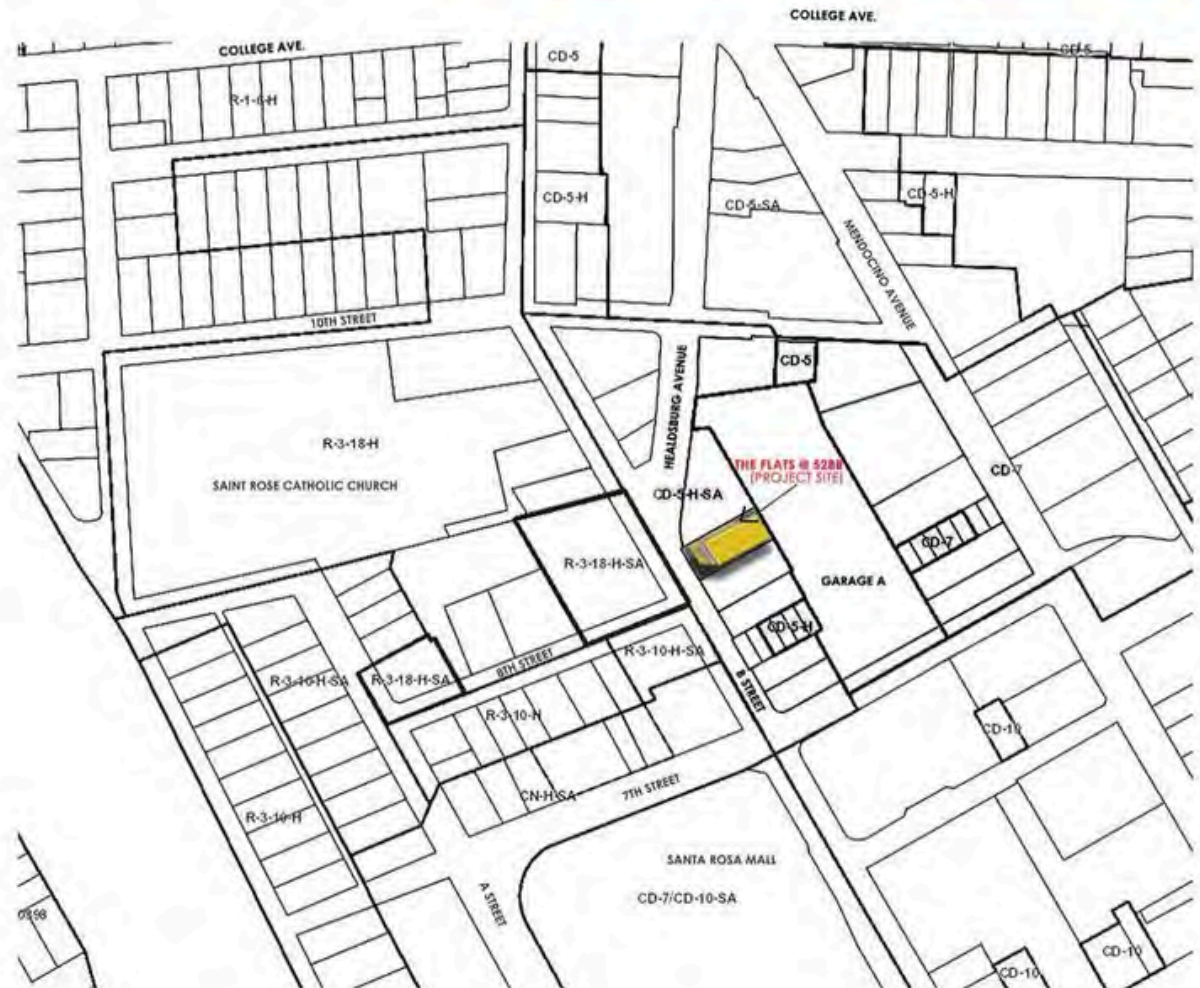 COLLEGE AVE.
COLLEGE AVE.
CD-5
CD-5
R-1-6-H
CD-5-H
CD-5-SA
CD-5-H
MENDOCINO AVENUE
10TH STREET
HEALDSBURG AVENUE
CD-5
R-3-18-H
SAINT ROSE CATHOLIC CHURCH
THE FLATS @ 528B
(PROJECT SITE)
CD-7
CD-5-H-SA
CD-7
R-3-18-H-SA
GARAGE A
CD-5-H
8TH STREET
R-3-10-H-SA
R-3-10-H-SA
R-3-18-H-SA
B STREET
R-3-10-H
CD-10
7TH STREET
CN-H-SA
R-3-10-H
SANTA ROSA MALL
CD-7/CD-10-SA
A STREET
0898
CD-10
CD-10